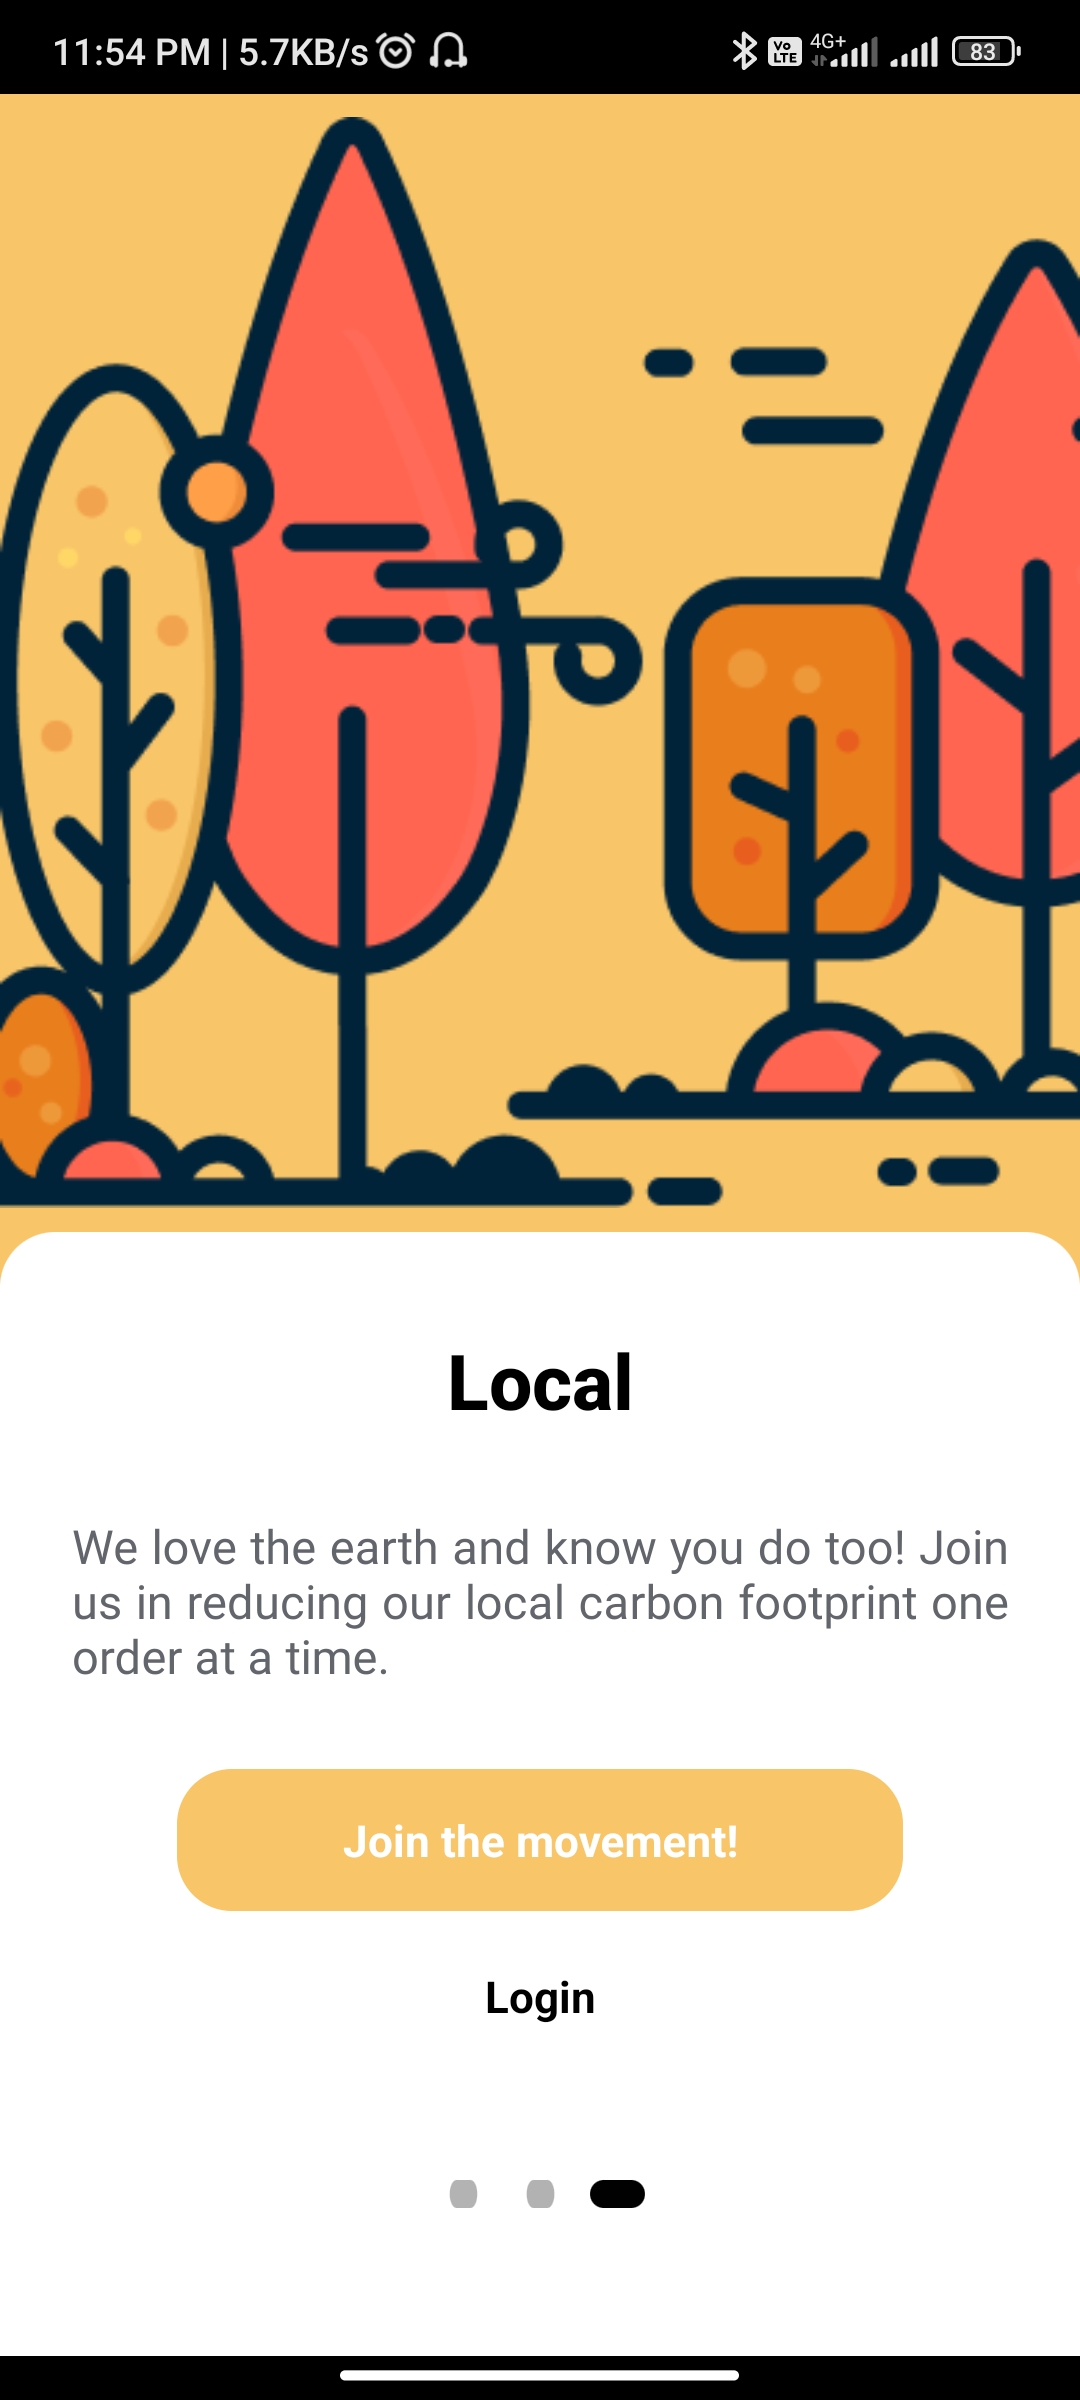 11:54 PM | 5.7KB/s Vo LTE 4G+ 83
Local
We love the earth and know you do too! Join
us in reducing our local carbon footprint one
order at a time.
Join the movement!
Login